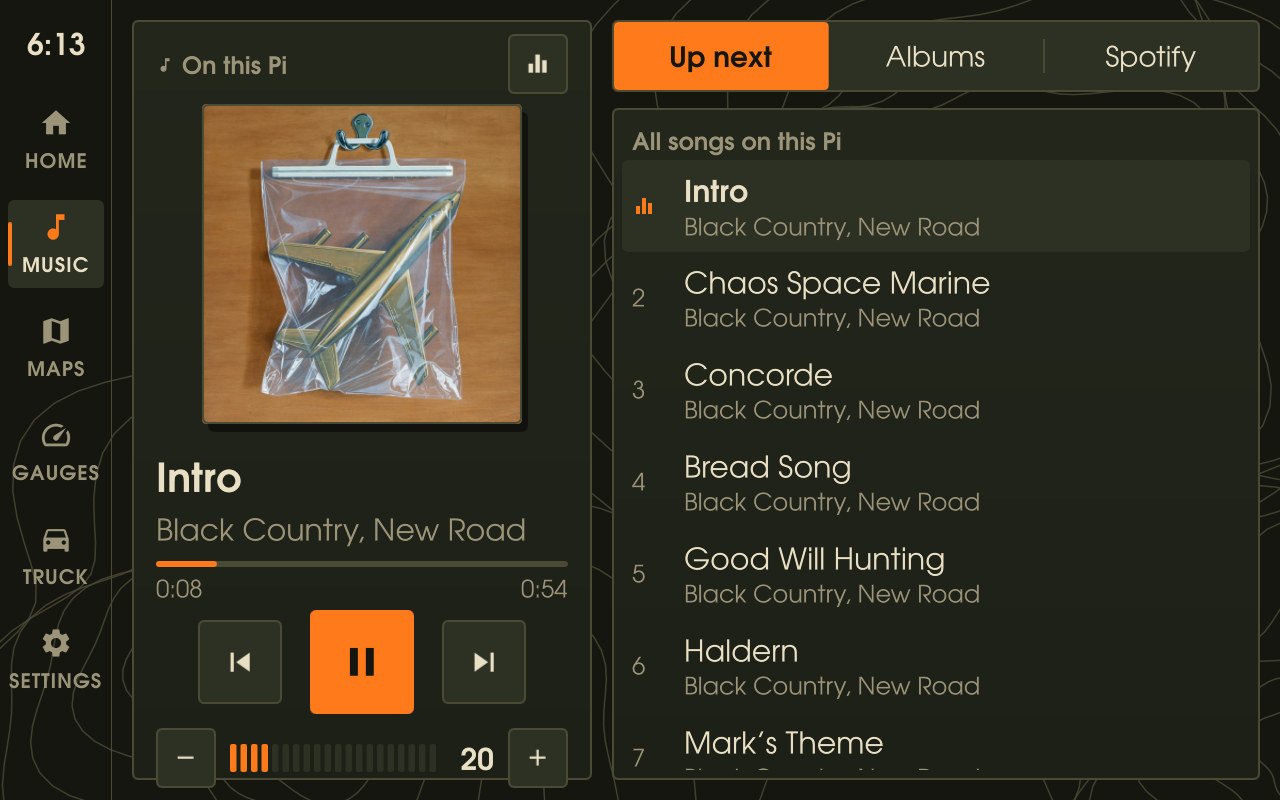 6:13
HOME
MUSIC
MAPS
GAUGES
TRUCK
SETTINGS
On this Pi
Intro
Black Country, New Road
0:08
0:54
20
Up next
Albums
Spotify
All songs on this Pi
Intro
Black Country, New Road
2
Chaos Space Marine
Black Country, New Road
3
Concorde
Black Country, New Road
4
Bread Song
Black Country, New Road
5
Good Will Hunting
Black Country, New Road
6
Haldern
Black Country, New Road
7
Mark's Theme